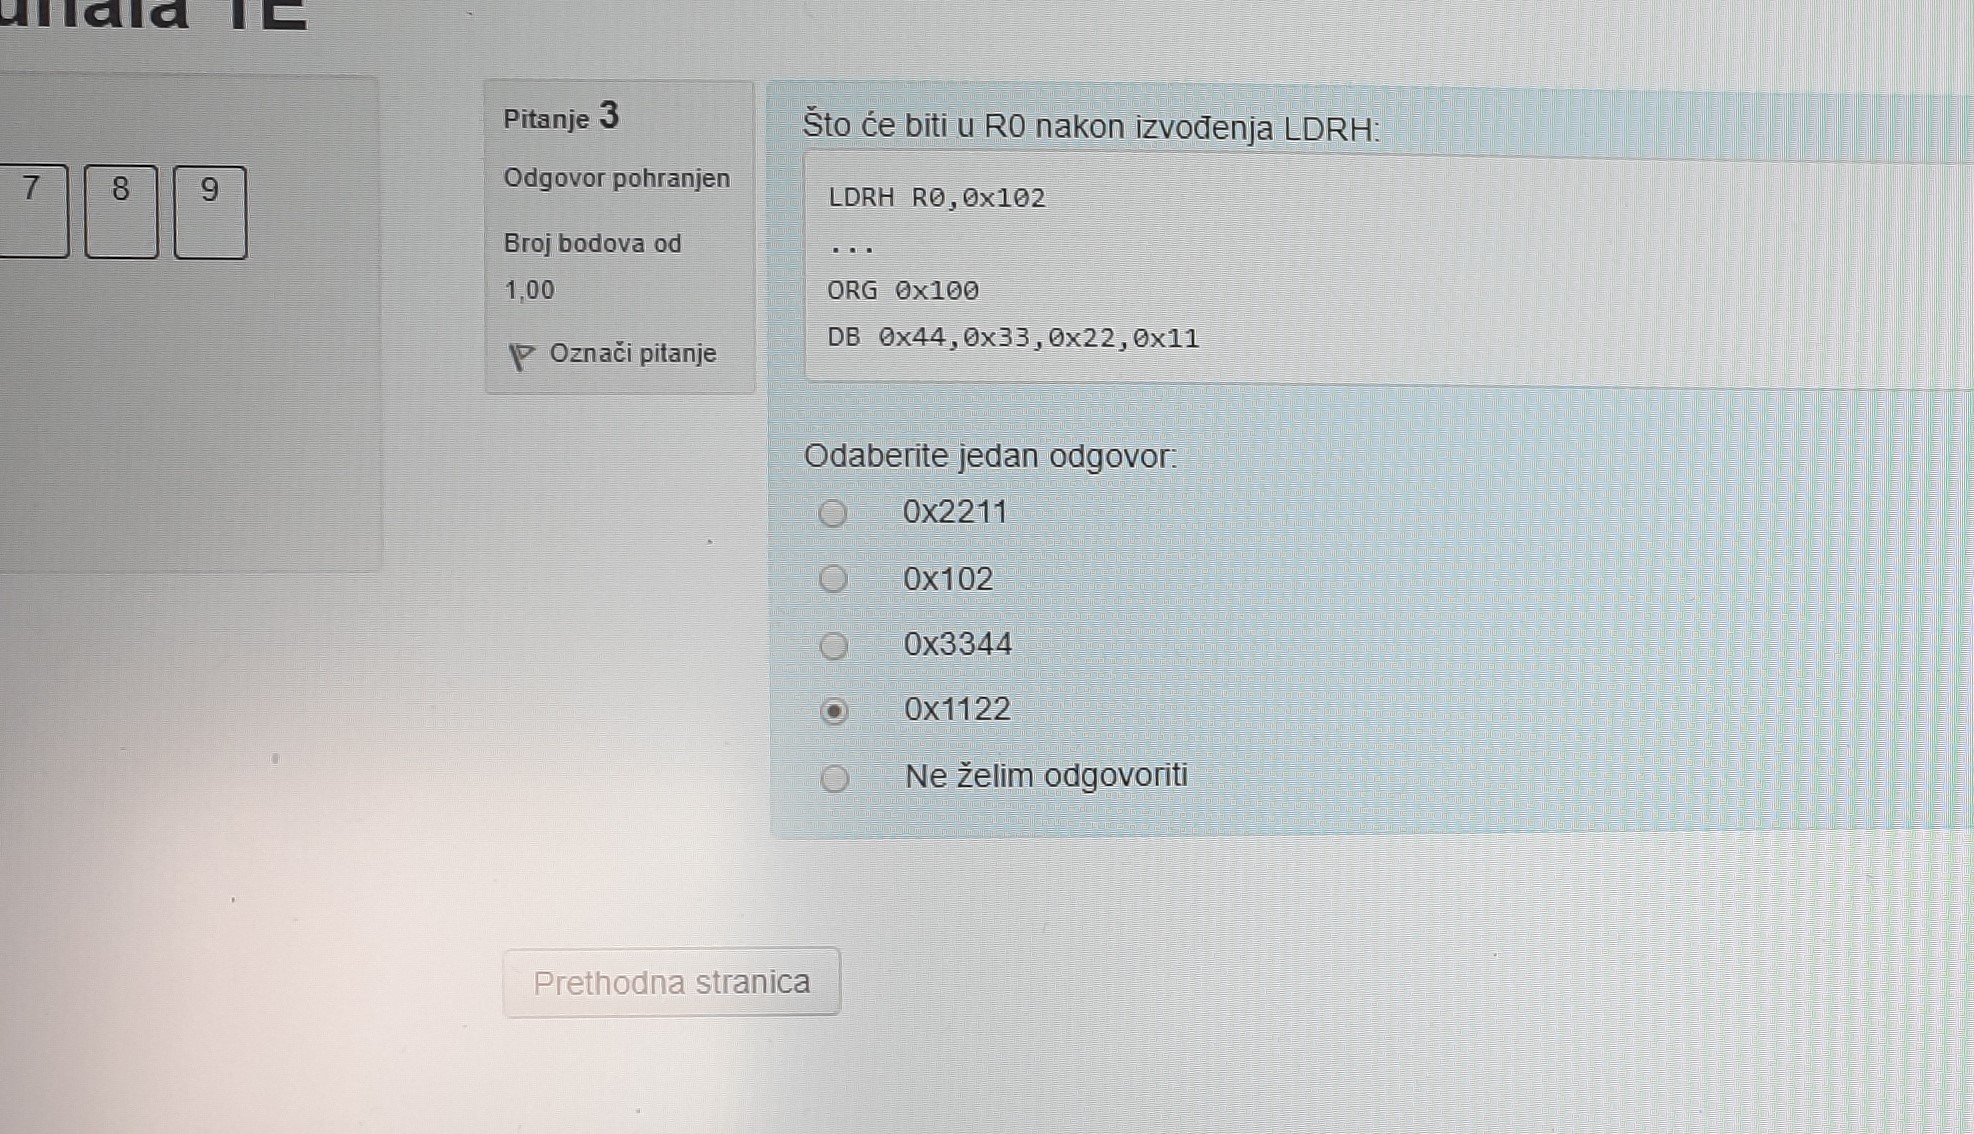 1E
7 8 9
Pitanje 3
Odgovor pohranjen
Broj bodova od
1,00
Označi pitanje
Što će biti u R0 nakon izvođenja LDRH:
LDRH R0,0x102
...
ORG 0x100
DB 0x44,0x33,0x22,0x11
Odaberite jedan odgovor:
0x2211
0x102
0x3344
0x1122
Ne želim odgovoriti
Prethodna stranica